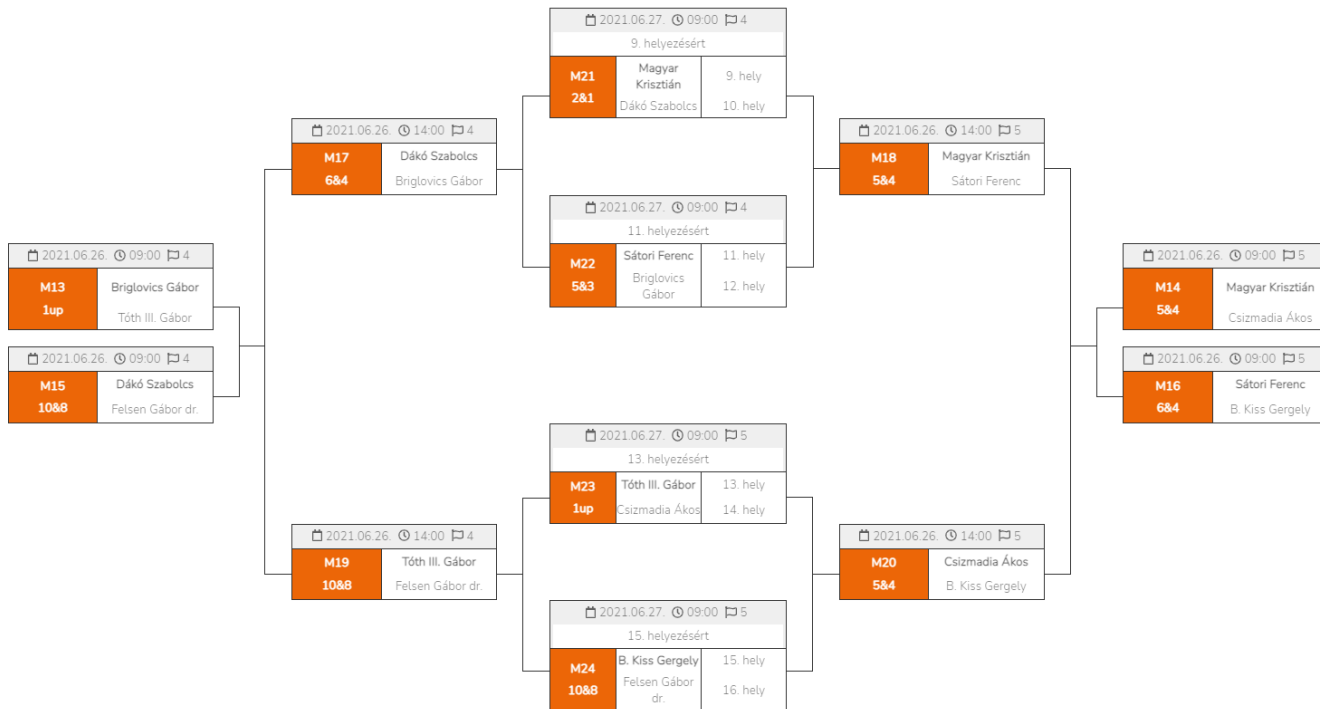 2021.06.27. 09:00 4
9. helyezésért
M21
2&1
Magyar
Krisztián
Dákó Szabolcs
9. hely
10. hely
2021.06.26. 14:00 4
M17
6&4
Dákó Szabolcs
Briglovics Gábor
2021.06.26. 14:00 5
M18
5&4
Magyar Krisztián
Sátori Ferenc
2021.06.27. 09:00 4
11. helyezésért
M22
5&3
Sátori Ferenc
Briglovics
Gábor
11. hely
12. hely
2021.06.26. 09:00 4
M13
1up
Briglovics Gábor
Tóth III. Gábor
2021.06.26. 09:00 5
M14
5&4
Magyar Krisztián
Csizmadia Ákos
2021.06.26. 09:00 4
M15
10&8
Dákó Szabolcs
Felsen Gábor dr.
2021.06.26. 09:00 5
M16
6&4
Sátori Ferenc
B. Kiss Gergely
2021.06.27. 09:00 5
13. helyezésért
M23
1up
Tóth III. Gábor
Csizmadia Ákos
13. hely
14. hely
2021.06.26. 14:00 4
M19
10&8
Tóth III. Gábor
Felsen Gábor dr.
2021.06.26. 14:00 5
M20
5&4
Csizmadia Ákos
B. Kiss Gergely
2021.06.27. 09:00 5
15. helyezésért
M24
10&8
B. Kiss Gergely
Felsen Gábor
dr.
15. hely
16. hely